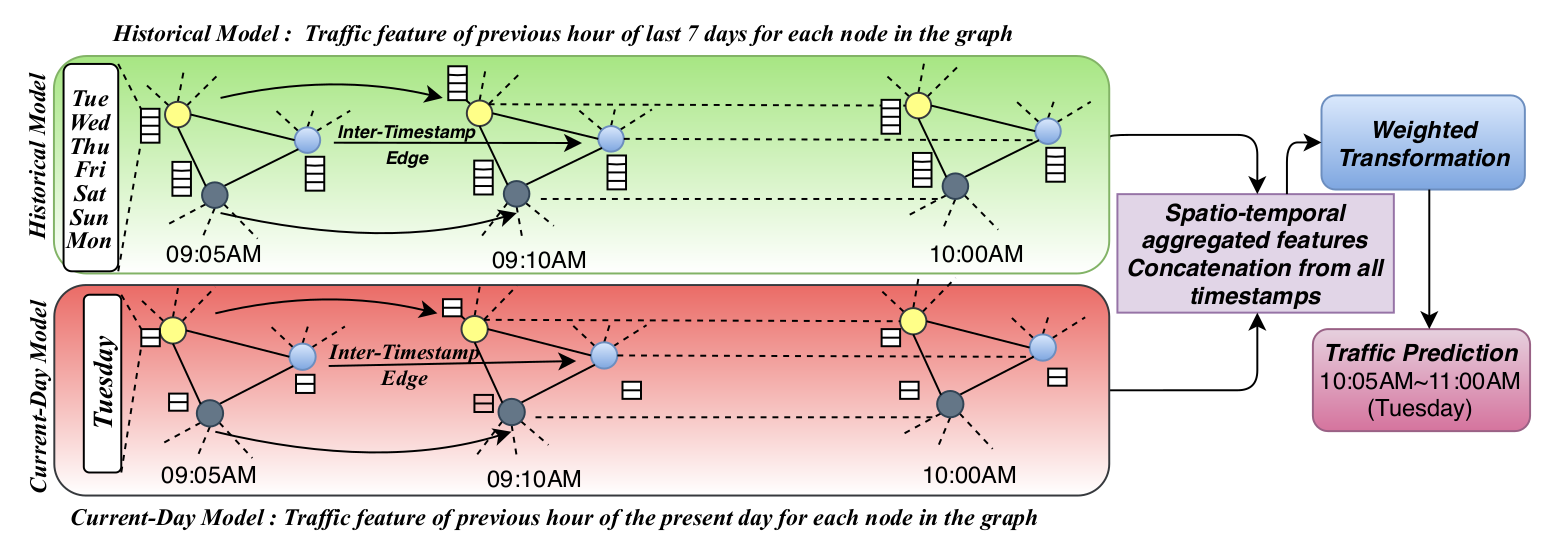 Historical Model : Traffic feature of previous hour of last 7 days for each node in the graph
Historical Model
Tue
Wed
Thu
Fri
Sat
Sun
Mon
Inter-Timestamp
Edge
09:05AM
09:10AM
10:00AM
Current-Day Model
Tuesday
Inter-Timestamp
Edge
09:05AM
09:10AM
10:00AM
Current-Day Model : Traffic feature of previous hour of the present day for each node in the graph
Spatio-temporal
aggregated features
Concatenation from all
timestamps
Weighted
Transformation
Traffic Prediction
10:05AM~11:00AM
(Tuesday)